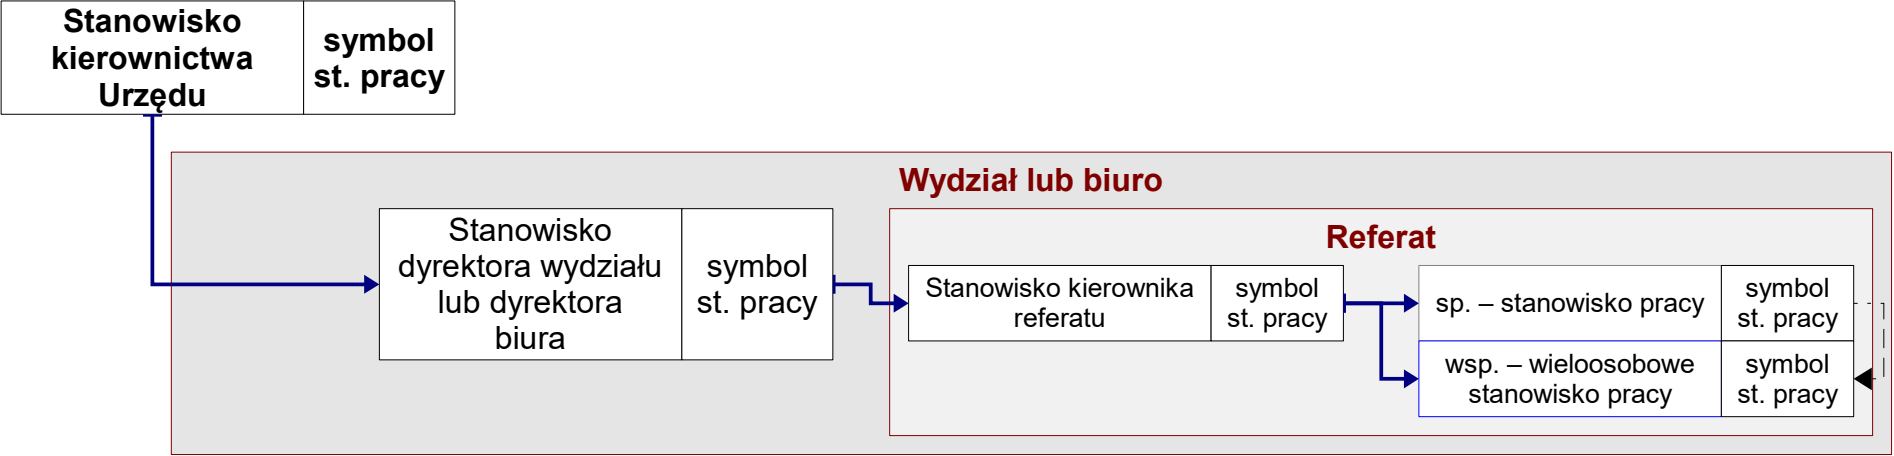 Stanowisko
kierownictwa
Urzędu
symbol
st. pracy
Wydział lub biuro
Stanowisko
dyrektora wydziału
lub dyrektora
biura
symbol
st. pracy
Referat
Stanowisko kierownika
referatu
symbol
st. pracy
sp. – stanowisko pracy
symbol
st. pracy
wsp. – wieloosobowe
stanowisko pracy
symbol
st. pracy